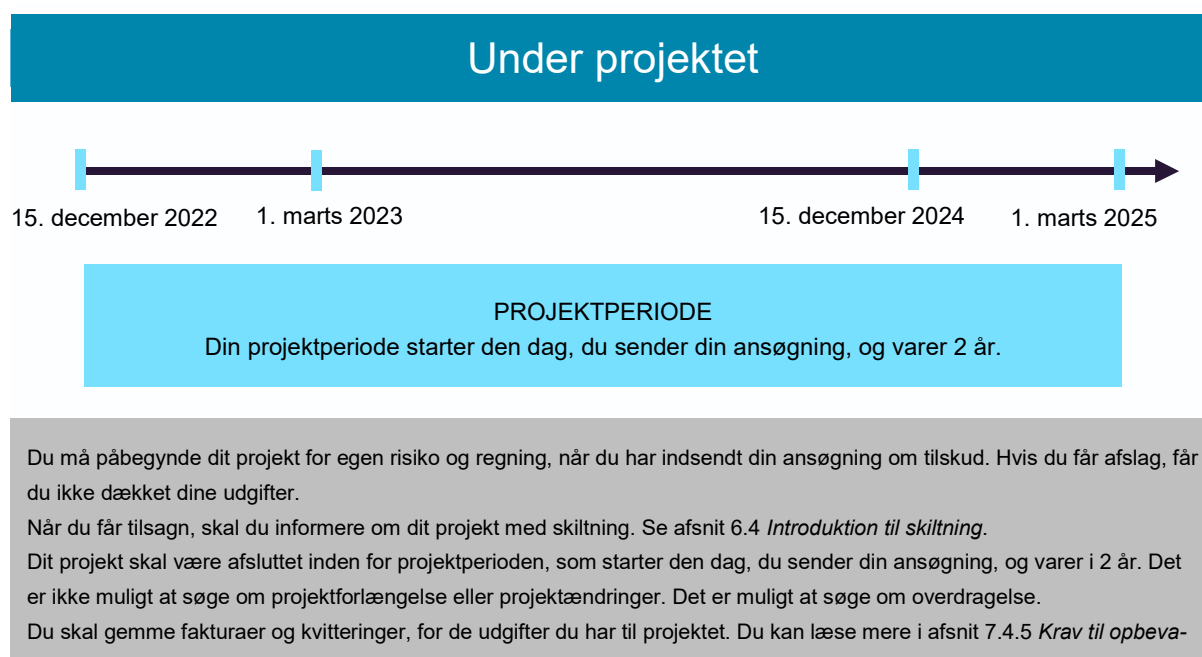 Under projektet
15. december 2022
1. marts 2023
15. december 2024
1. marts 2025
PROJEKTPERIODE
Din projektperiode starter den dag, du sender din ansøgning, og varer 2 år.
Du må påbegynde dit projekt for egen risiko og regning, når du har indsendt din ansøgning om tilskud. Hvis du får afslag, får
du ikke dækket dine udgifter.
Når du får tilsagn, skal du informere om dit projekt med skiltning. Se afsnit 6.4 Introduktion til skiltning.
Dit projekt skal være afsluttet inden for projektperioden, som starter den dag, du sender din ansøgning, og varer i 2 år. Det
er ikke muligt at søge om projektforlængelse eller projektændringer. Det er muligt at søge om overdragelse.
Du skal gemme fakturaer og kvitteringer, for de udgifter du har til projektet. Du kan læse mere i afsnit 7.4.5 Krav til opbeva-